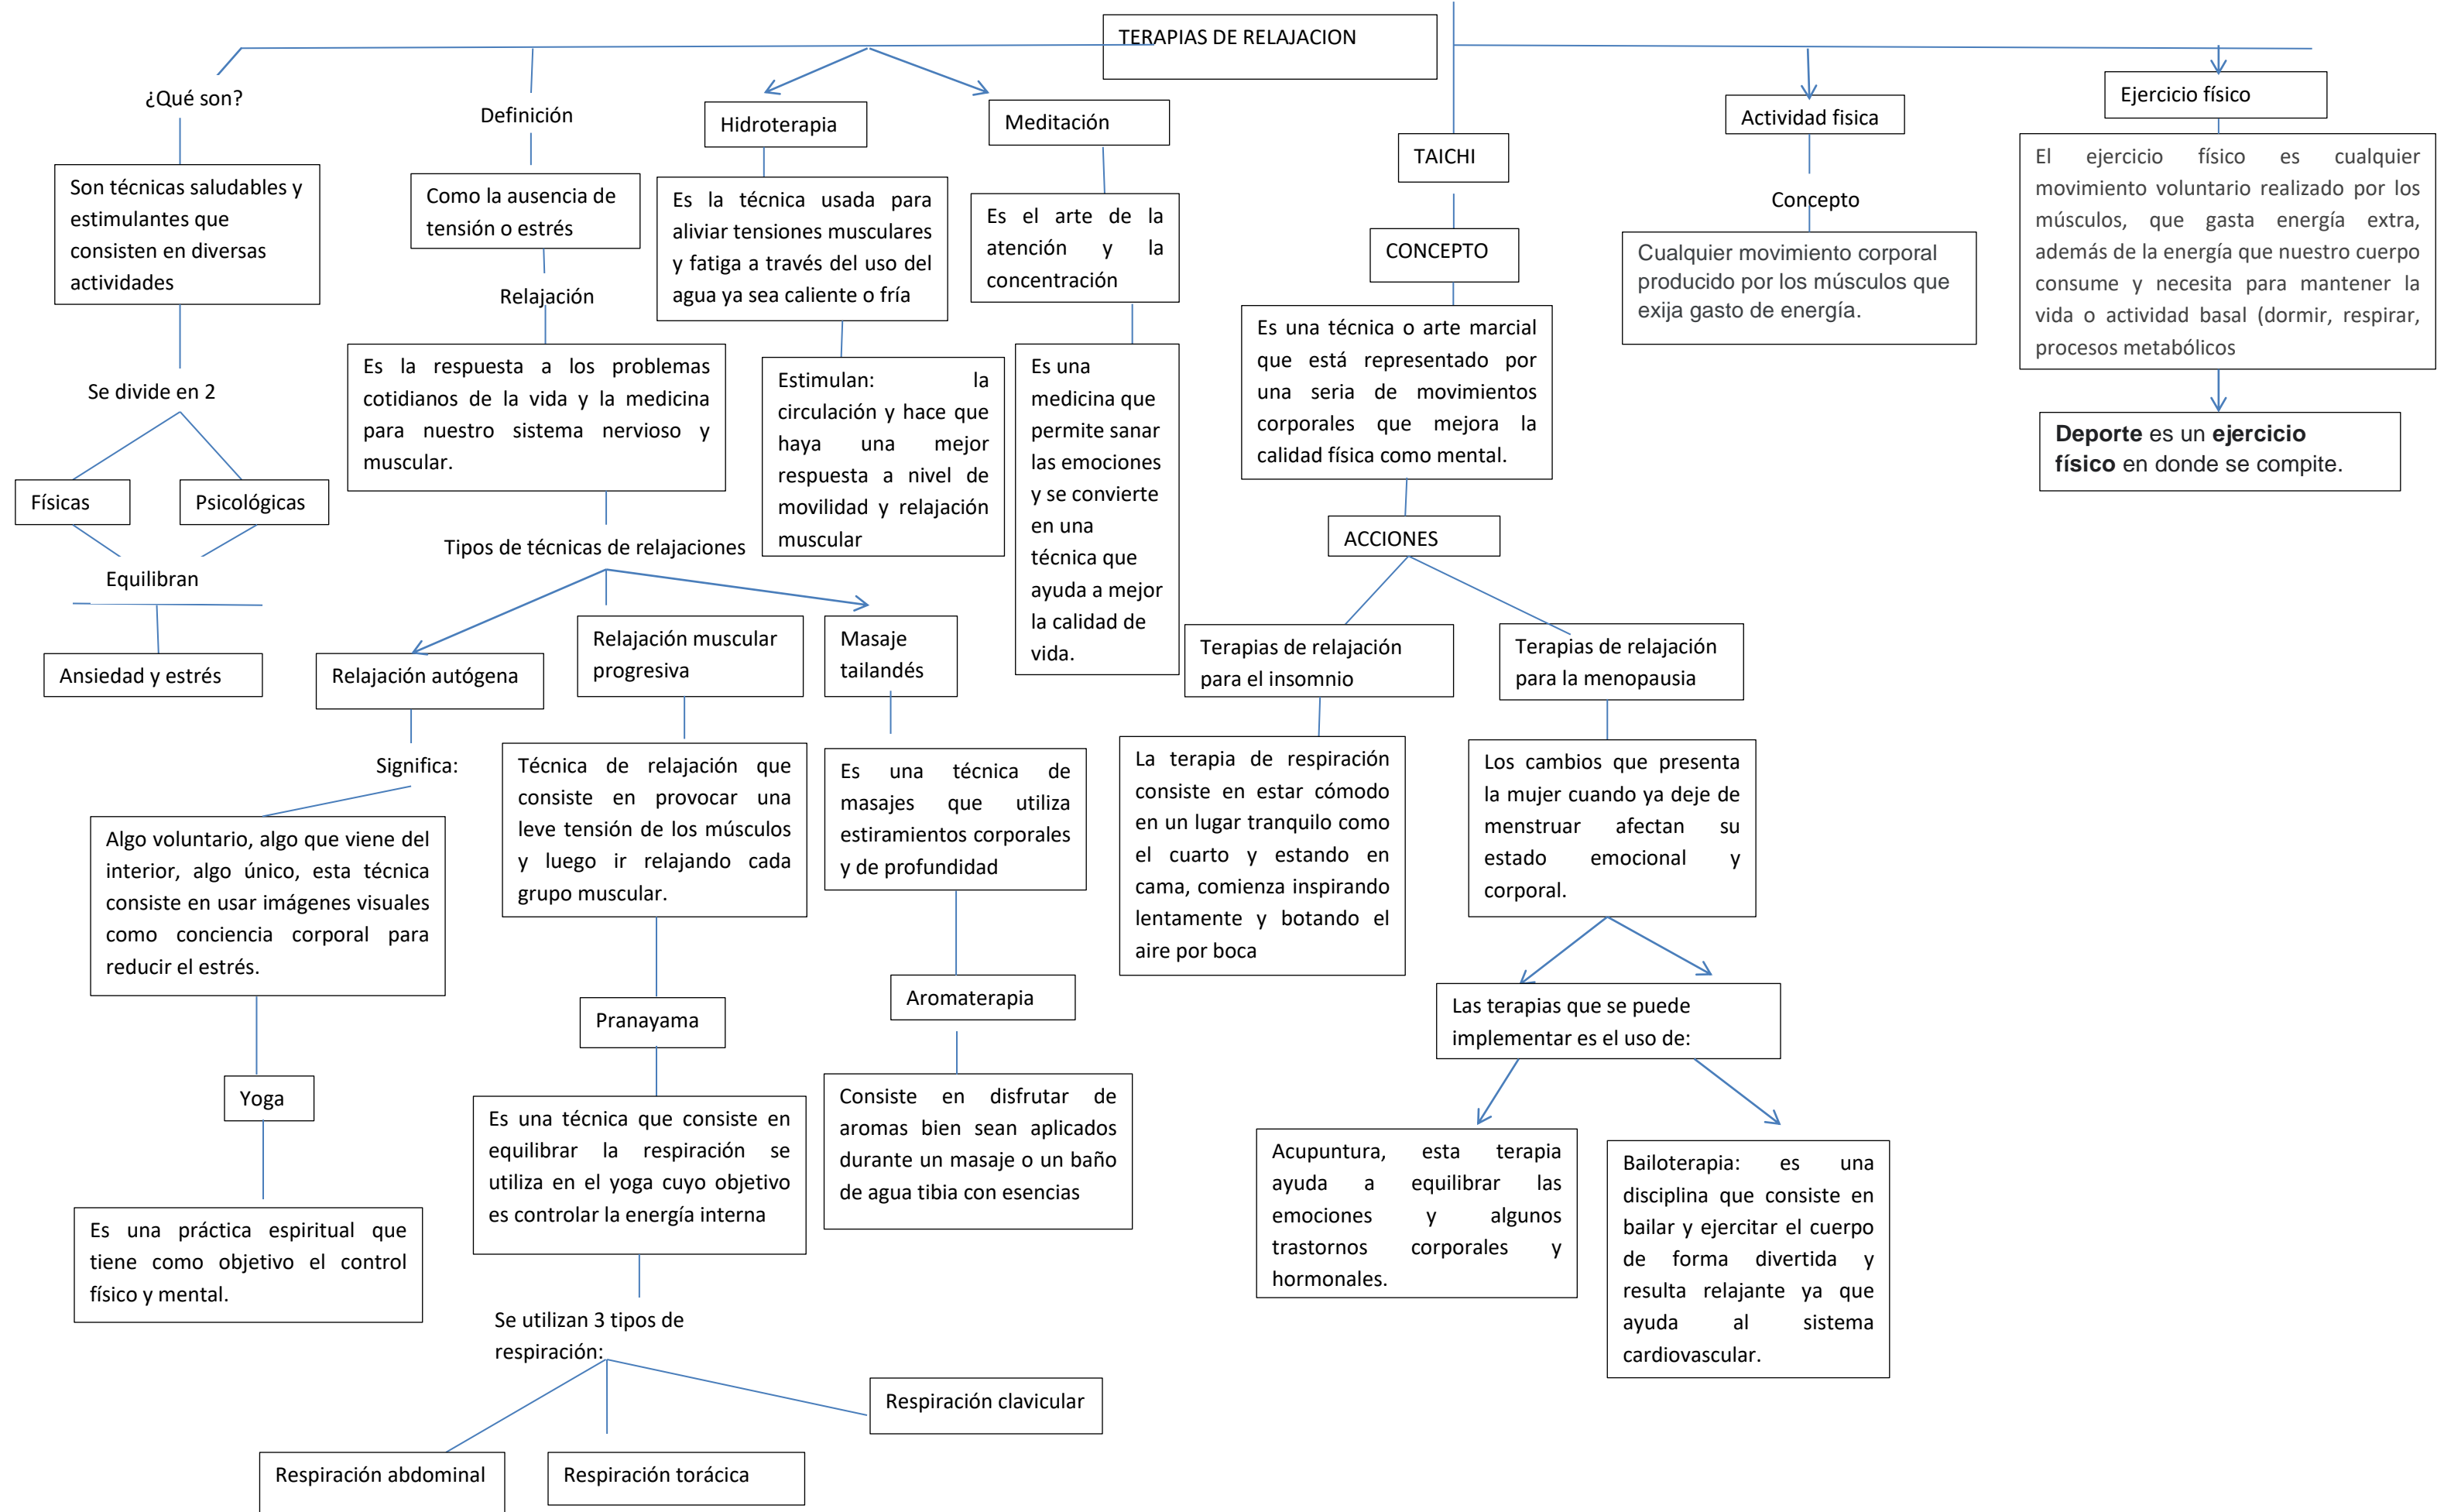 TERAPIAS DE RELAJACION
¿Qué son?
Son técnicas saludables y
estimulantes que
consisten en diversas
actividades
Se divide en 2
Físicas
Psicológicas
Equilibran
Ansiedad y estrés
Definición
Como la ausencia de
tensión o estrés
Relajación
Es la respuesta a los problemas
cotidianos de la vida y la medicina
para nuestro sistema nervioso y
muscular.
Tipos de técnicas de relajaciones
Relajación autógena
Significa:
Algo voluntario, algo que viene del
interior, algo único, esta técnica
consiste en usar imágenes visuales
como conciencia corporal para
reducir el estrés.
Yoga
Es una práctica espiritual que
tiene como objetivo el control
físico y mental.
Relajación muscular
progresiva
Técnica de relajación que
consiste en provocar una
leve tensión de los músculos
y luego ir relajando cada
grupo muscular.
Pranayama
Es una técnica que consiste en
equilibrar la respiración se
utiliza en el yoga cuyo objetivo
es controlar la energía interna
Se utilizan 3 tipos de
respiración:
Respiración abdominal
Respiración torácica
Respiración clavicular
Masaje
tailandés
Es una técnica de
masajes que utiliza
estiramientos corporales
y de profundidad
Aromaterapia
Consiste en disfrutar de
aromas bien sean aplicados
durante un masaje o un baño
de agua tibia con esencias
Hidroterapia
Es la técnica usada para
aliviar tensiones musculares
y fatiga a través del uso del
agua ya sea caliente o fría
Estimulan: la
circulación y hace que
haya una mejor
respuesta a nivel de
movilidad y relajación
muscular
Meditación
Es el arte de la
atención y la
concentración
Es una
medicina que
permite sanar
las emociones
y se convierte
en una
técnica que
ayuda a mejor
la calidad de
vida.
TAICHI
CONCEPTO
Es una técnica o arte marcial
que está representado por
una seria de movimientos
corporales que mejora la
calidad física como mental.
ACCIONES
Terapias de relajación
para el insomnio
La terapia de respiración
consiste en estar cómodo
en un lugar tranquilo como
el cuarto y estando en
cama, comienza inspirando
lentamente y botando el
aire por boca
Terapias de relajación
para la menopausia
Los cambios que presenta
la mujer cuando ya deje de
menstruar afectan su
estado emocional y
corporal.
Las terapias que se puede
implementar es el uso de:
Acupuntura, esta terapia
ayuda a equilibrar las
emociones y algunos
trastornos corporales y
hormonales.
Bailoterapia: es una
disciplina que consiste en
bailar y ejercitar el cuerpo
de forma divertida y
resulta relajante ya que
ayuda al sistema
cardiovascular.
Actividad fisica
Concepto
Cualquier movimiento corporal
producido por los músculos que
exija gasto de energía.
Ejercicio físico
El ejercicio físico es cualquier
movimiento voluntario realizado por los
músculos, que gasta energía extra,
además de la energía que nuestro cuerpo
consume y necesita para mantener la
vida o actividad basal (dormir, respirar,
procesos metabólicos
Deporte es un ejercicio
físico en donde se compite.